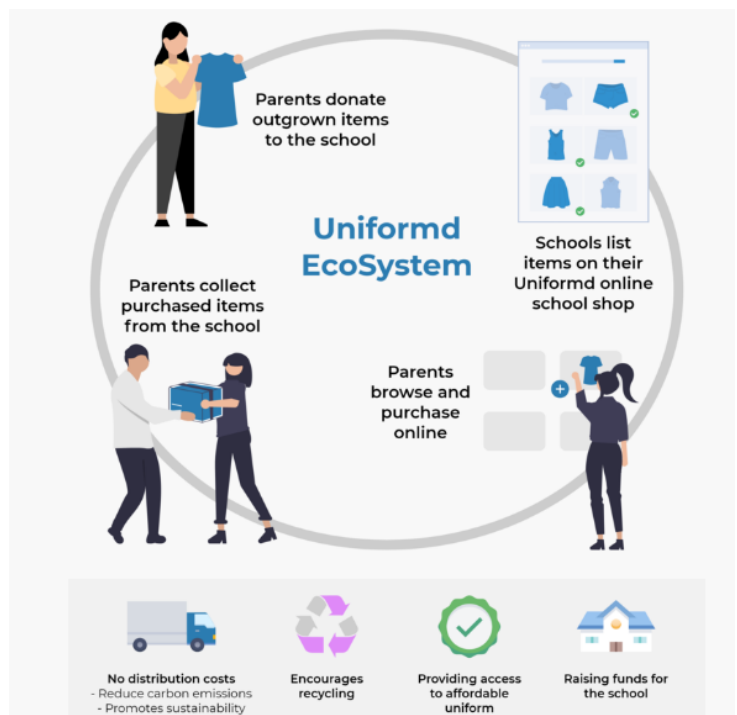 Parents donate
outgrown items
to the school
Uniformd
EcoSystem
Schools list
items on their
Uniformd online
school shop
Parents collect
purchased items
from the school
Parents
browse and
purchase
online
No distribution costs
- Reduce carbon emissions
- Promotes sustainability
Encourages
recycling
Providing access
to affordable
uniform
Raising funds for
the school